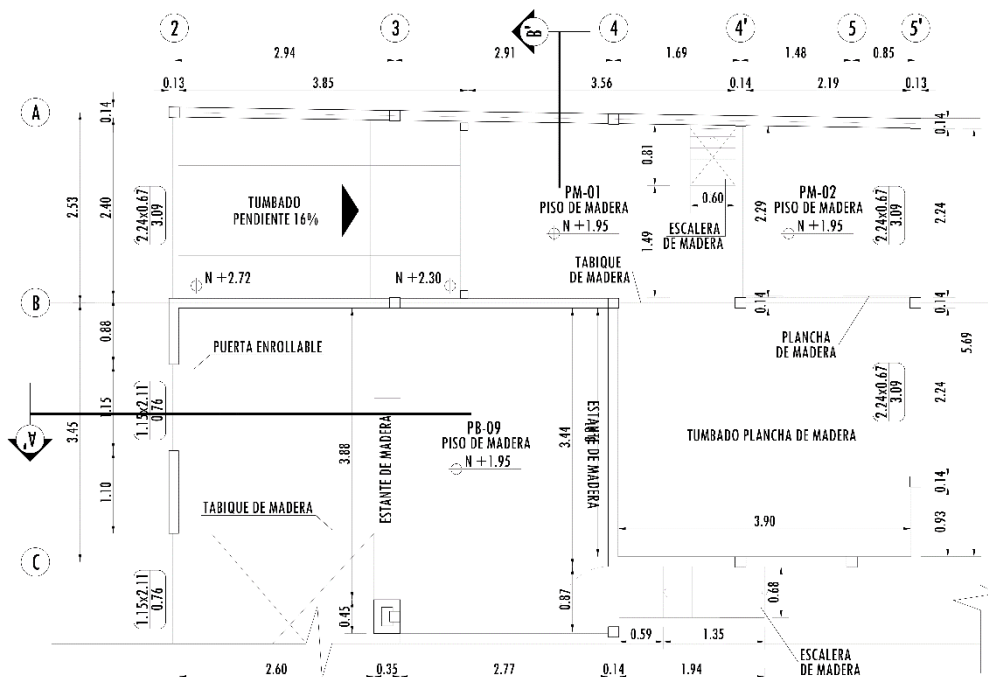 2
3
B'
4
4'
5
5'
2.94
2.91
1.69
1.48
0.85
0.13
3.85
3.56
0.14
2.19
0.13
A
0.14
0.14
2.53
2.40
2.24x0.67
3.09
TUMBADO
PENDIENTE 16%
0.81
0.60
PM-01
PISO DE MADERA
N +1.95
1.49
ESCALERA
DE MADERA
2.29
PM-02
PISO DE MADERA
N +1.95
2.24x0.67
3.09
2.24
N +2.72
N +2.30
TABIQUE
DE MADERA
B
0.14
0.14
0.88
PUERTA ENROLLABLE
PLANCHA
DE MADERA
5.69
1.15x2.11
0.76
1.15
3.45
A'
3.88
ESTANTE DE MADERA
PB-09
PISO DE MADERA
N +1.95
3.44
ESTANTE DE MADERA
TUMBADO PLANCHA DE MADERA
2.24x0.67
3.09
2.24
1.10
TABIQUE DE MADERA
0.14
3.90
0.93
C
1.15x2.11
0.76
0.45
0.87
0.68
0.59
1.35
ESCALERA
DE MADERA
2.60
0.35
2.77
0.14
1.94